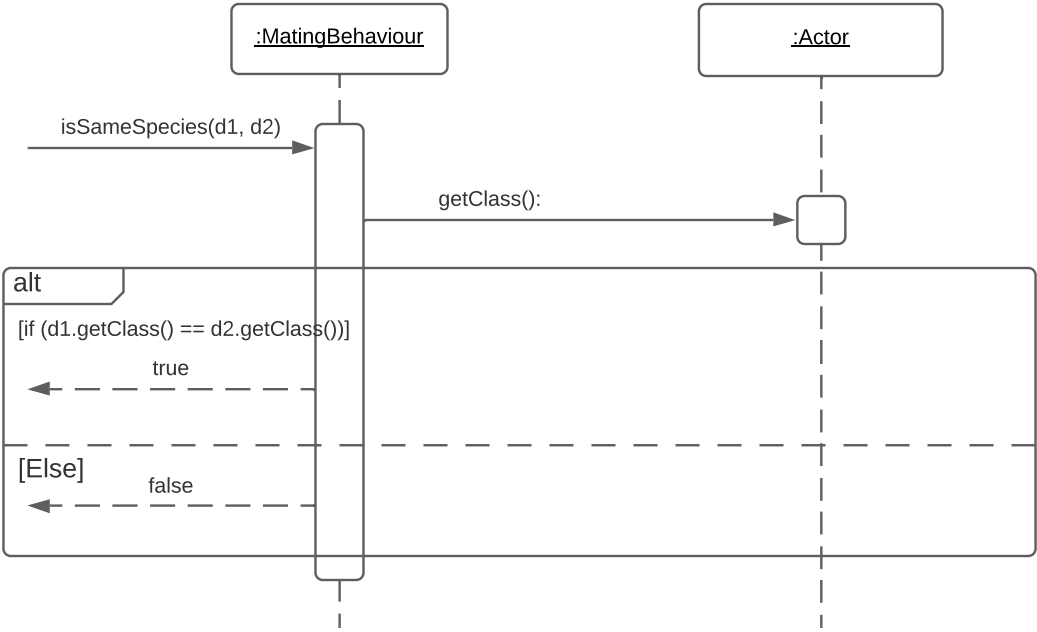 :MatingBehaviour
:Actor
isSameSpecies(d1, d2)
getClass():
alt
[if (d1.getClass() == d2.getClass())]
true
[Else]
false